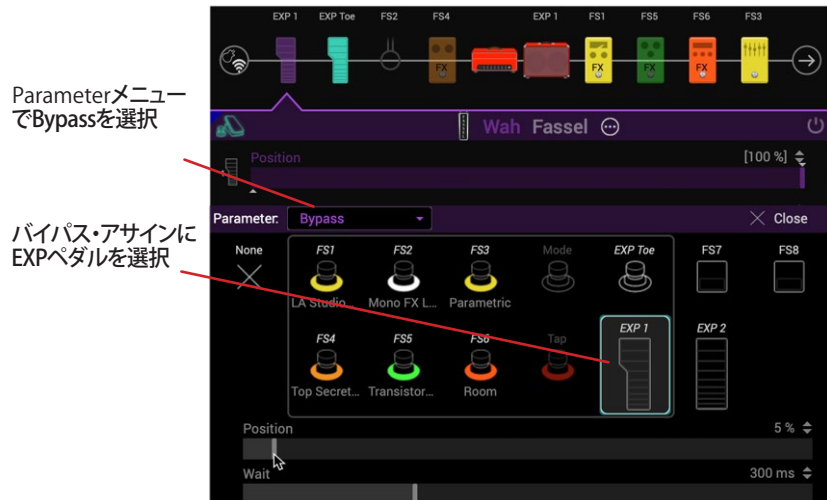 EXP 1 EXP Toe FS2 FS4 EXP 1 FS1 FS5 FS6 FS3
FX FX FX
Parameterメニュー
でBypassを選択
Wah Fassel
Position [100 %]
Parameter: Bypass Close
バイパス・アサインに
EXPペダルを選択
None FS1 FS2 FS3 Mode EXP Toe FS7 FS8
LA Studio... Mono FX L... Parametric
FS4 FS5 FS6 Tap EXP 1 EXP 2
Top Secret... Transistor... Room
Position 5 %
Wait 300 ms